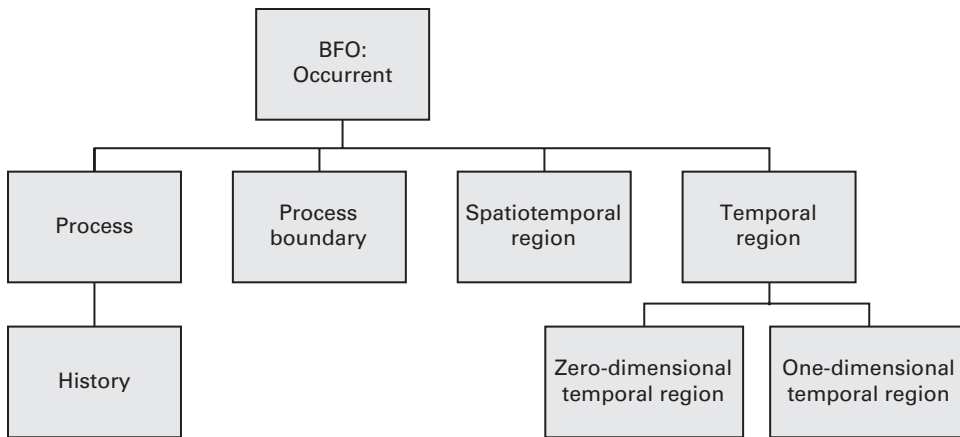 BFO:
Occurrent
Process
Process
boundary
Spatiotemporal
region
Temporal
region
History
Zero-dimensional
temporal region
One-dimensional
temporal region